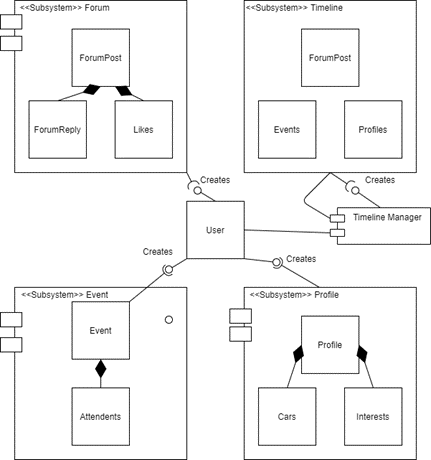 <<Subsystem>> Forum
<<Subsystem>> Timeline
ForumPost
ForumPost
ForumReply
Likes
Events
Profiles
Creates
Creates
Timeline Manager
User
Creates
Creates
<<Subsystem>> Event
<<Subsystem>> Profile
Event
Profile
Attendents
Cars
Interests